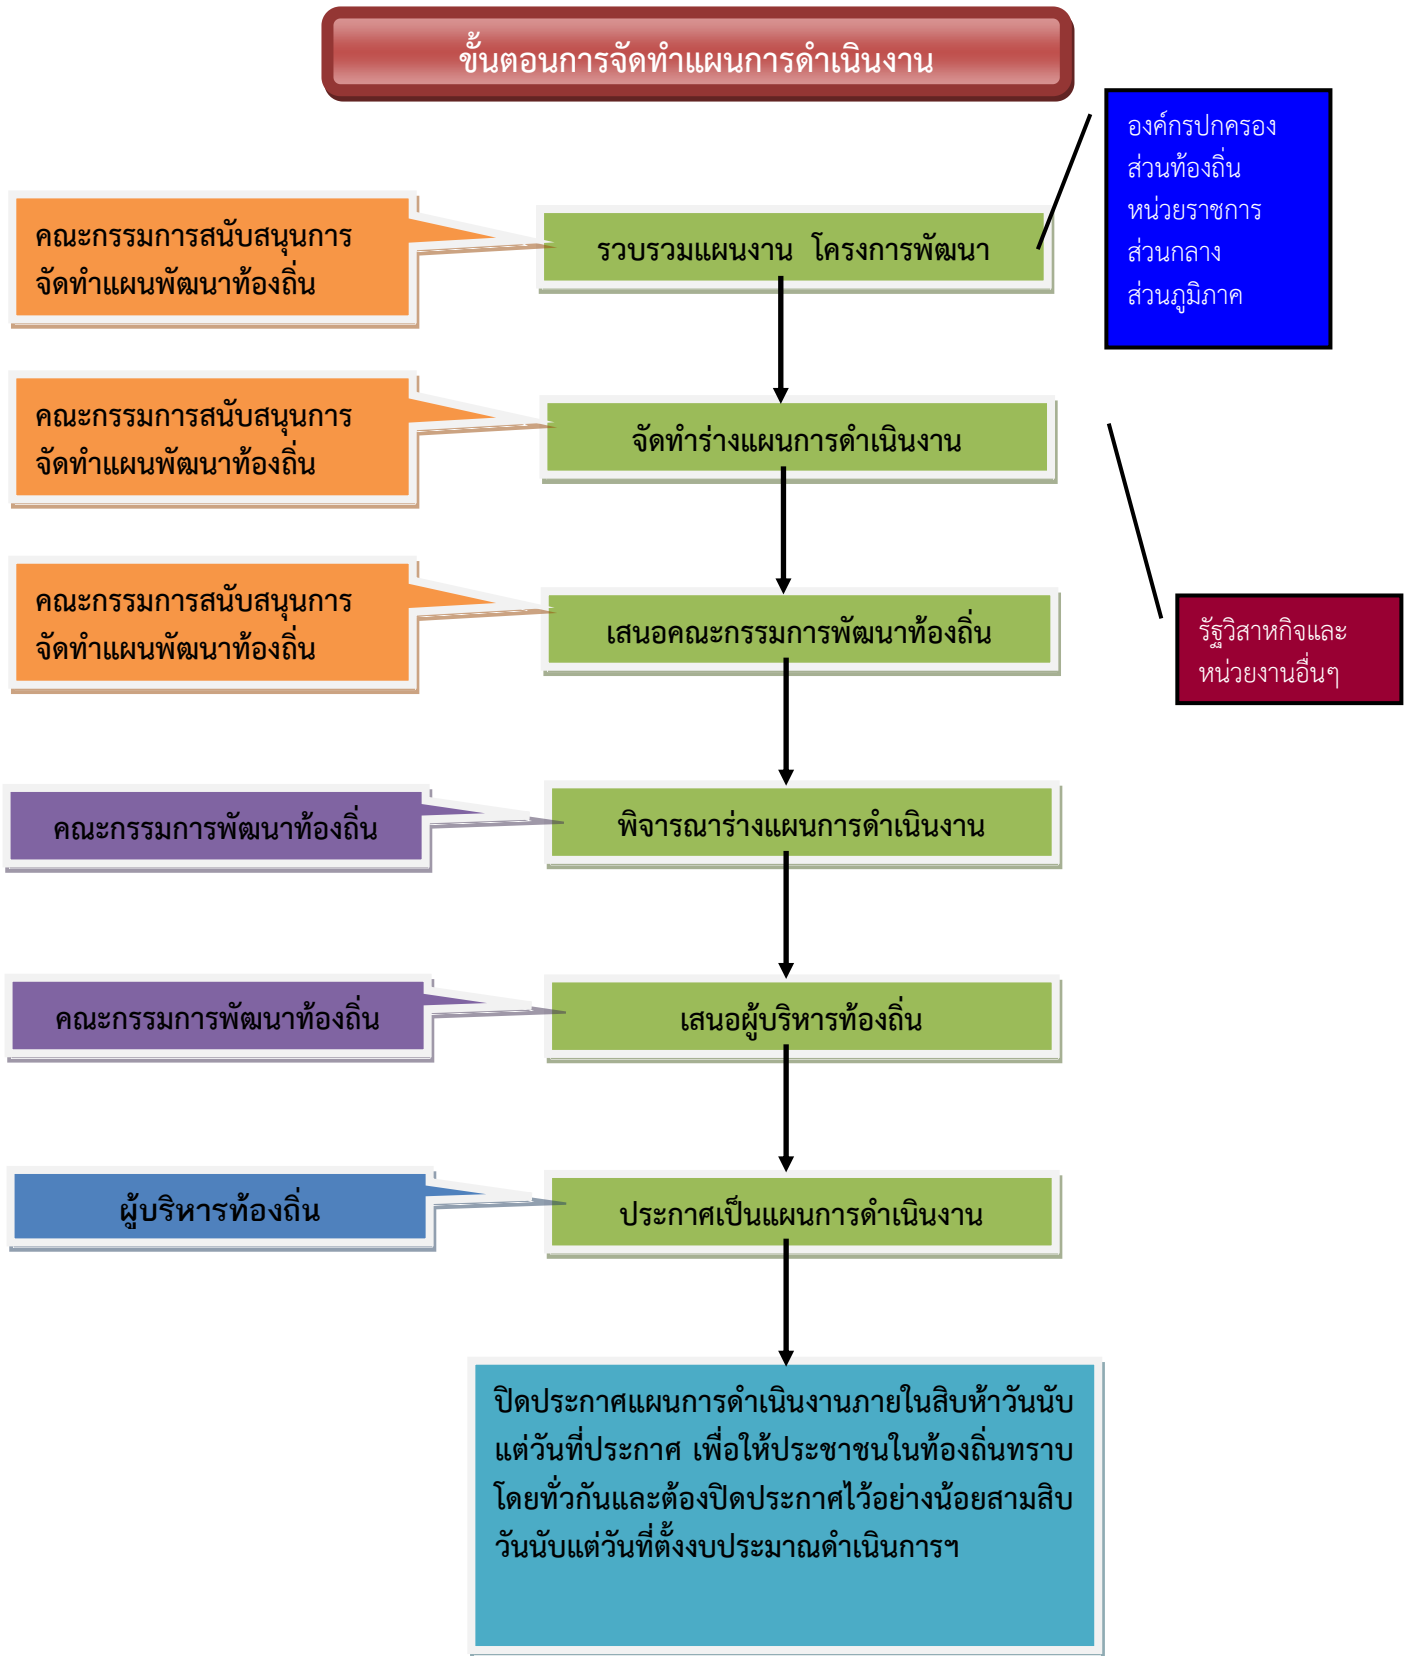 ขั้นตอนการจัดทำแผนการดำเนินงาน
องค์กรปกครอง
ส่วนท้องถิ่น
หน่วยราชการ
ส่วนกลาง
ส่วนภูมิภาค
คณะกรรมการสนับสนุนการ
จัดทำแผนพัฒนาท้องถิ่น
รวบรวมแผนงาน โครงการพัฒนา
คณะกรรมการสนับสนุนการ
จัดทำแผนพัฒนาท้องถิ่น
จัดทำร่างแผนการดำเนินงาน
คณะกรรมการสนับสนุนการ
จัดทำแผนพัฒนาท้องถิ่น
เสนอคณะกรรมการพัฒนาท้องถิ่น
รัฐวิสาหกิจและ
หน่วยงานอื่นๆ
คณะกรรมการพัฒนาท้องถิ่น
พิจารณาร่างแผนการดำเนินงาน
คณะกรรมการพัฒนาท้องถิ่น
เสนอผู้บริหารท้องถิ่น
ผู้บริหารท้องถิ่น
ประกาศเป็นแผนการดำเนินงาน
ปิดประกาศแผนการดำเนินงานภายในสิบห้าวันนับ
แต่วันที่ประกาศ เพื่อให้ประชาชนในท้องถิ่นทราบ
โดยทั่วกันและต้องปิดประกาศไว้อย่างน้อยสามสิบ
วันนับแต่วันที่ตั้งงบประมาณดำเนินการฯ